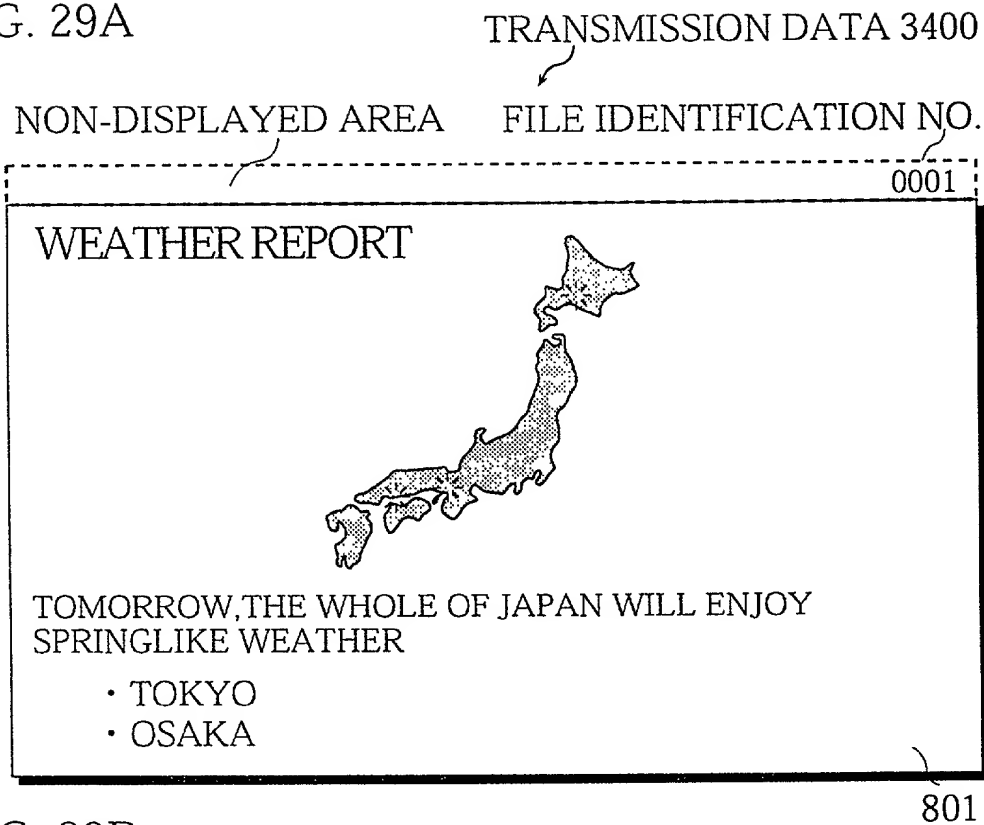 G. 29A
TRANSMISSION DATA 3400
NON-DISPLAYED AREA
FILE IDENTIFICATION NO.
0001
WEATHER REPORT
TOMORROW,THE WHOLE OF JAPAN WILL ENJOY
SPRINGLIKE WEATHER
・TOKYO
・OSAKA
801